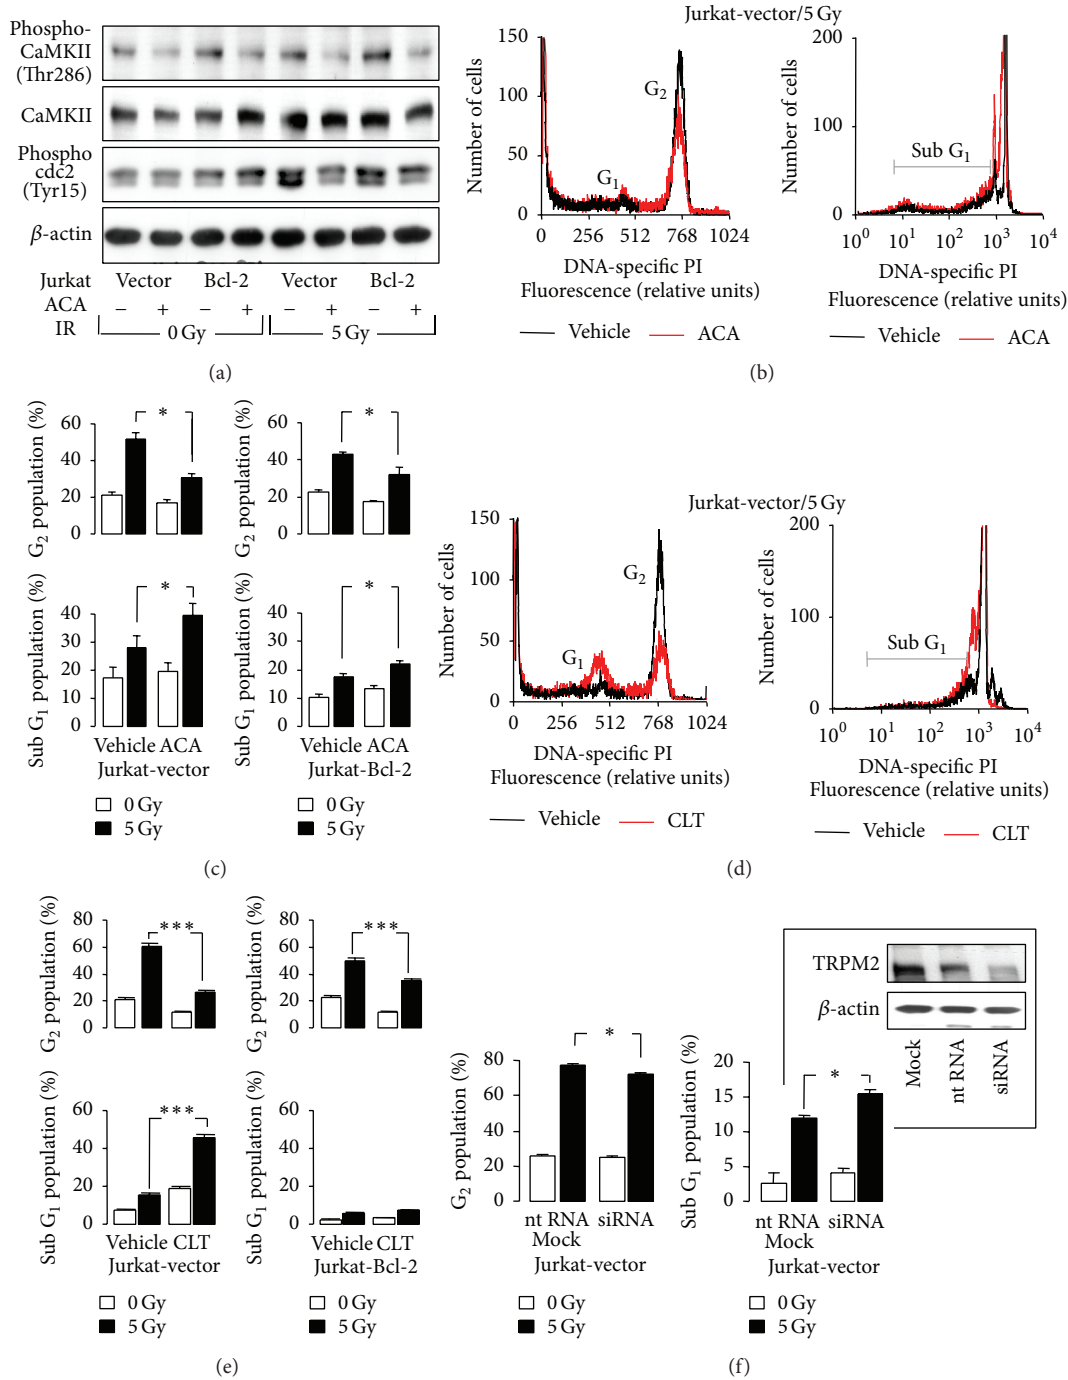 Phospho-
CaMKII
(Thr286)
CaMKII
Phospho
cdc2
(Tyr15)
β-actin
Jurkat Vector Bcl-2 Vector Bcl-2
ACA − + − + − + − +
IR 0 Gy 5 Gy
(a)
Jurkat-vector/5 Gy
Number of cells
150
100
50
0
G2
G1
0 256 512 768 1024
DNA-specific PI
Fluorescence (relative units)
Vehicle ACA
Number of cells
200
100
0
Sub G1
10^0 10^1 10^2 10^3 10^4
DNA-specific PI
Fluorescence (relative units)
Vehicle ACA
(b)
G2 population (%)
60
40
20
0
*
G2 population (%)
60
40
20
0
*
Sub G1 population (%)
40
30
20
10
0
*
Vehicle ACA
Jurkat-vector
Sub G1 population (%)
40
30
20
10
0
*
Vehicle ACA
Jurkat-Bcl-2
0 Gy
5 Gy
0 Gy
5 Gy
(c)
Jurkat-vector/5 Gy
Number of cells
150
100
50
0
G2
G1
0 256 512 768 1024
DNA-specific PI
Fluorescence (relative units)
Vehicle CLT
Number of cells
200
100
0
Sub G1
10^0 10^1 10^2 10^3 10^4
DNA-specific PI
Fluorescence (relative units)
Vehicle CLT
(d)
G2 population (%)
80
60
40
20
0
***
G2 population (%)
80
60
40
20
0
***
Sub G1 population (%)
60
40
20
0
***
Vehicle CLT
Jurkat-vector
Sub G1 population (%)
60
40
20
0
Vehicle CLT
Jurkat-Bcl-2
0 Gy
5 Gy
0 Gy
5 Gy
(e)
G2 population (%)
80
60
40
20
0
*
nt RNA siRNA
Mock
Jurkat-vector
0 Gy
5 Gy
TRPM2
β-actin
Mock
nt RNA
siRNA
Sub G1 population (%)
20
15
10
5
0
*
nt RNA siRNA
Mock
Jurkat-vector
0 Gy
5 Gy
(f)